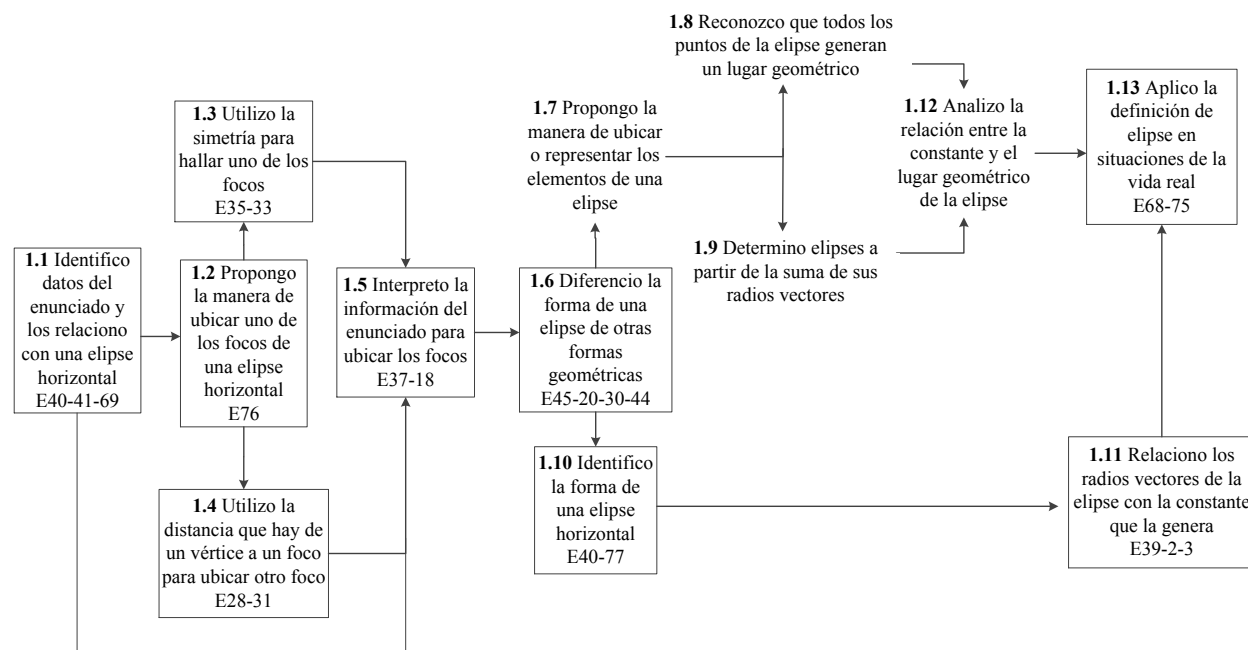 1.1 Identifico
datos del
enunciado y
los relaciono
con una elipse
horizontal
E40-41-69
1.2 Propongo
la manera de
ubicar uno de
los focos de
una elipse
horizontal
E76
1.3 Utilizo la
simetría para
hallar uno de los
focos
E35-33
1.4 Utilizo la
distancia que hay de
un vértice a un foco
para ubicar otro foco
E28-31
1.5 Interpreto la
información del
enunciado para
ubicar los focos
E37-18
1.6 Diferencio la
forma de una
elipse de otras
formas
geométricas
E45-20-30-44
1.7 Propongo la
manera de ubicar
o representar los
elementos de una
elipse
1.8 Reconozco que todos los
puntos de la elipse generan
un lugar geométrico
1.9 Determino elipses a
partir de la suma de sus
radios vectores
1.10 Identifico
la forma de
una elipse
horizontal
E40-77
1.11 Relaciono los
radios vectores de la
elipse con la constante
que la genera
E39-2-3
1.12 Analizo la
relación entre la
constante y el
lugar geométrico
de la elipse
1.13 Aplico la
definición de
elipse en
situaciones de la
vida real
E68-75